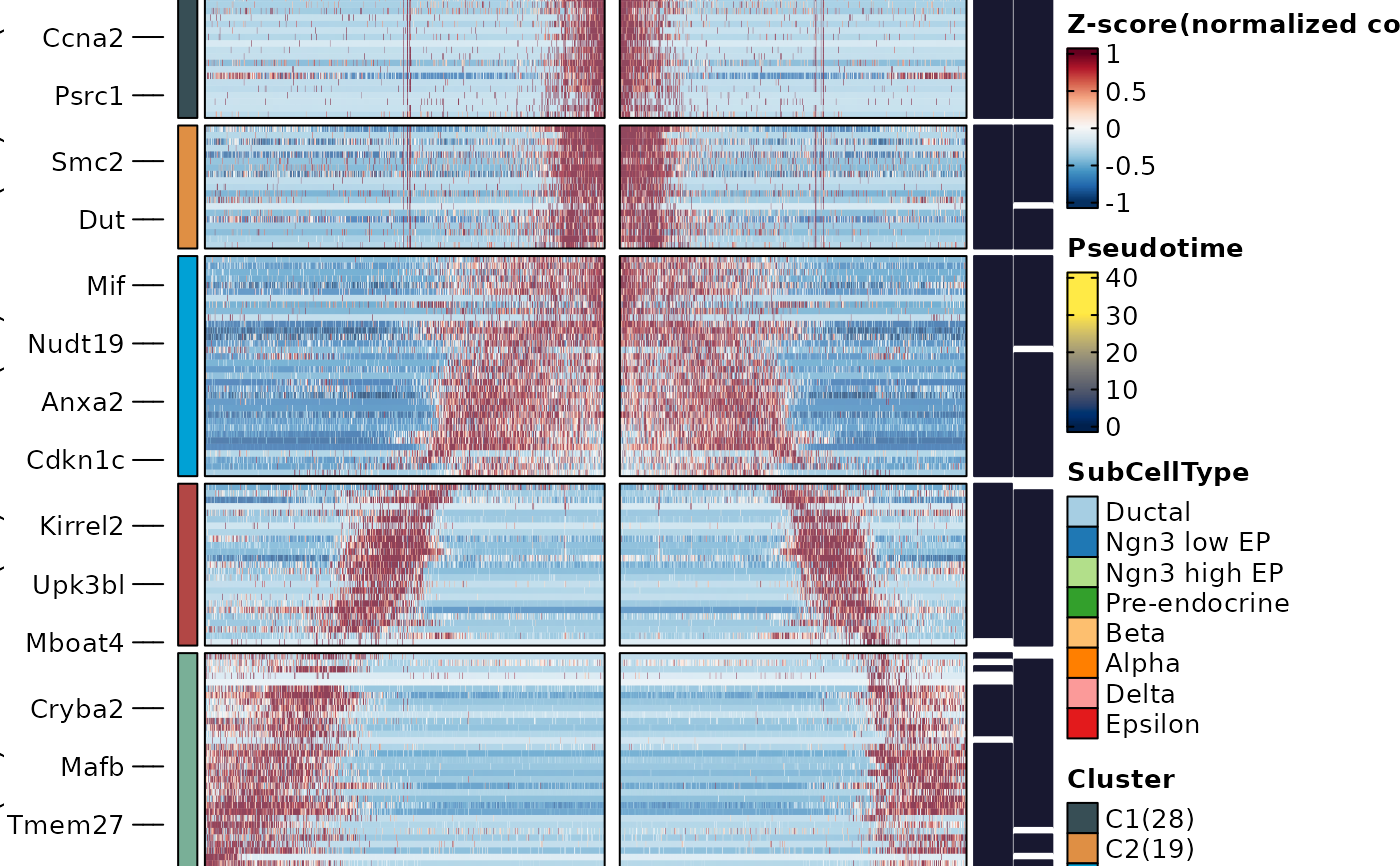 Ccna2
Psrc1
Smc2
Dut
Mif
Nudt19
Anxa2
Cdkn1c
Kirrel2
Upk3bl
Mboat4
Cryba2
Mafb
Tmem27
Z-score(normalized co
1
0.5
0
-0.5
-1
Pseudotime
40
30
20
10
0
SubCellType
Ductal
Ngn3 low EP
Ngn3 high EP
Pre-endocrine
Beta
Alpha
Delta
Epsilon
Cluster
C1(28)
C2(19)